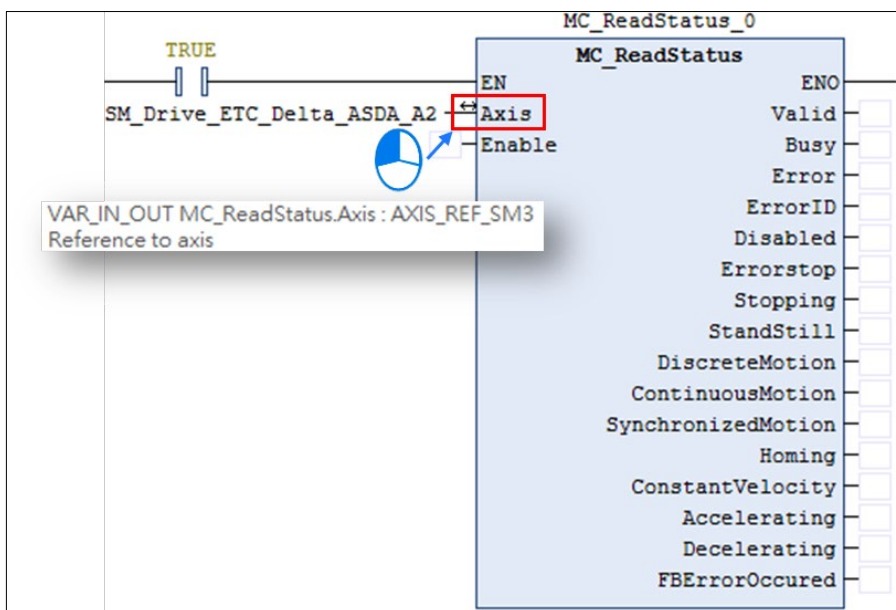 MC_ReadStatus_0
TRUE
MC_ReadStatus
EN
ENO
SM_Drive_ETC_Delta_ASDA_A2
Axis
Valid
Enable
Busy
Error
VAR_IN_OUT MC_ReadStatus.Axis : AXIS_REF_SM3
Reference to axis
ErrorID
Disabled
Errorstop
Stopping
StandStill
DiscreteMotion
ContinuousMotion
SynchronizedMotion
Homing
ConstantVelocity
Accelerating
Decelerating
FBErrorOccured